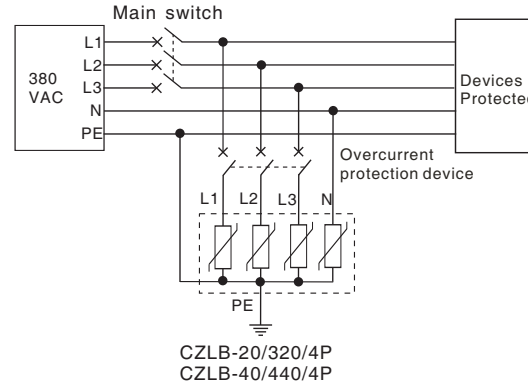 Main switch
380
VAC
L1
L2
L3
N
PE
Devices
Protected
Overcurrent
protection device
L1 L2 L3 N
PE
CZLB-20/320/4P
CZLB-40/440/4P